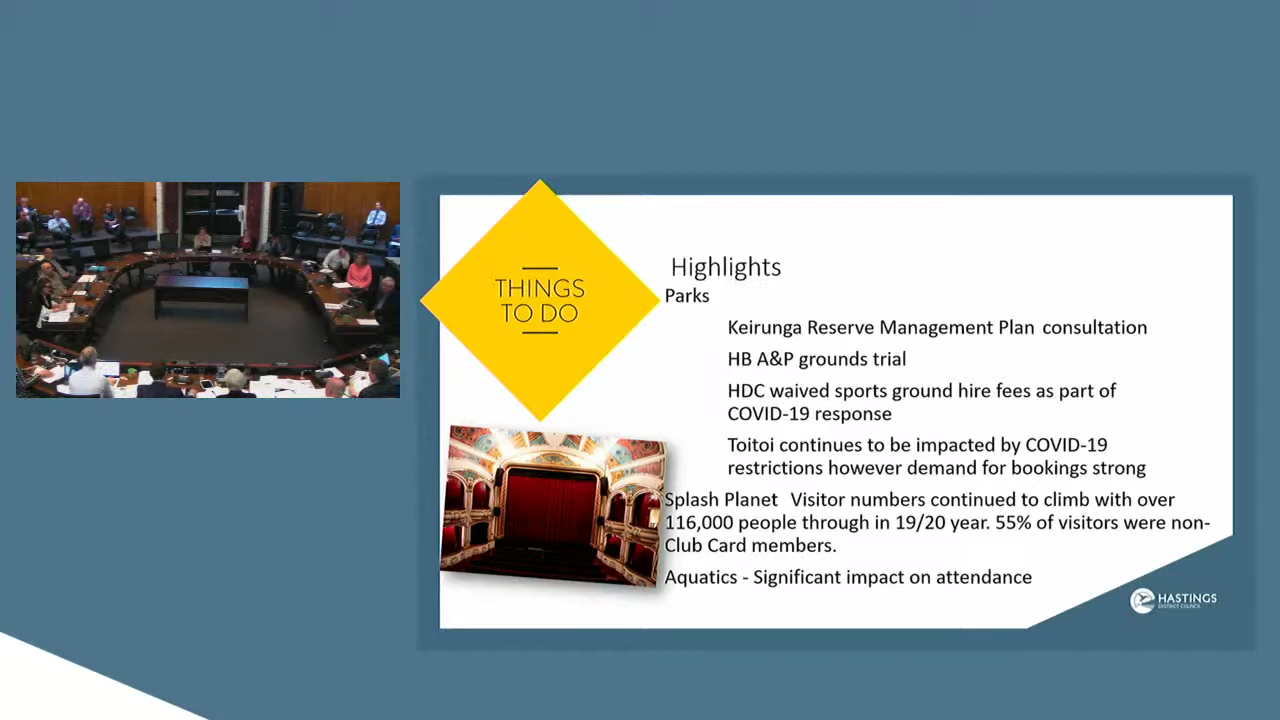 THINGS
TO DO
Highlights
Parks
Keirunga Reserve Management Plan consultation
HB A&P grounds trial
HDC waived sports ground hire fees as part of
COVID-19 response
Toitoi continues to be impacted by COVID-19
restrictions however demand for bookings strong
Splash Planet Visitor numbers continued to climb with over
116,000 people through in 19/20 year. 55% of visitors were non-
Club Card members.
Aquatics - Significant impact on attendance
HASTINGS
DISTRICT COUNCIL